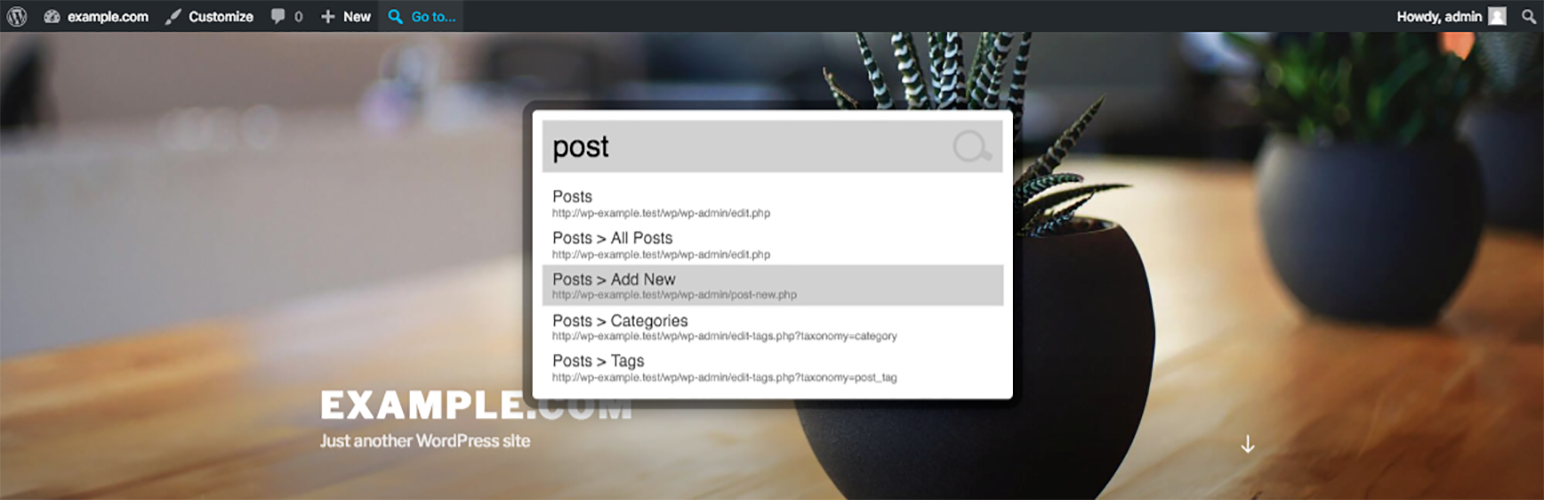 example.com Customize 0 New Go to... Howdy, admin
post
Posts
http://wp-example.test/wp/wp-admin/edit.php
Posts > All Posts
http://wp-example.test/wp/wp-admin/edit.php
Posts > Add New
http://wp-example.test/wp/wp-admin/post-new.php
Posts > Categories
http://wp-example.test/wp/wp-admin/edit-tags.php?taxonomy=category
Posts > Tags
http://wp-example.test/wp/wp-admin/edit-tags.php?taxonomy=post_tag
EXAMPLE.COM
Just another WordPress site